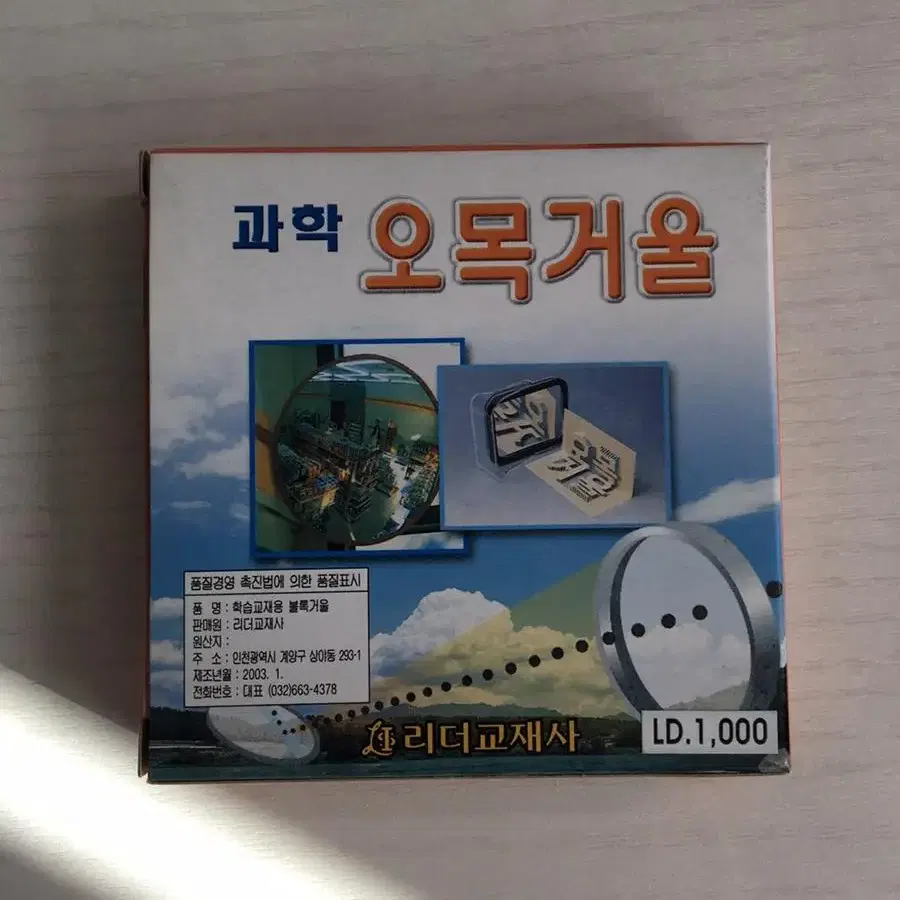 과학 오목거울
품질경영 촉진법에 의한 품질표시
품 명 : 학습교재용 볼록거울
판매원 : 리더교재사
원산지 :
주 소 : 인천광역시 계양구 상야동 293-1
제조년월 : 2003. 1.
전화번호 : 대표 (032)663-4378
리더교재사
LD.1,000